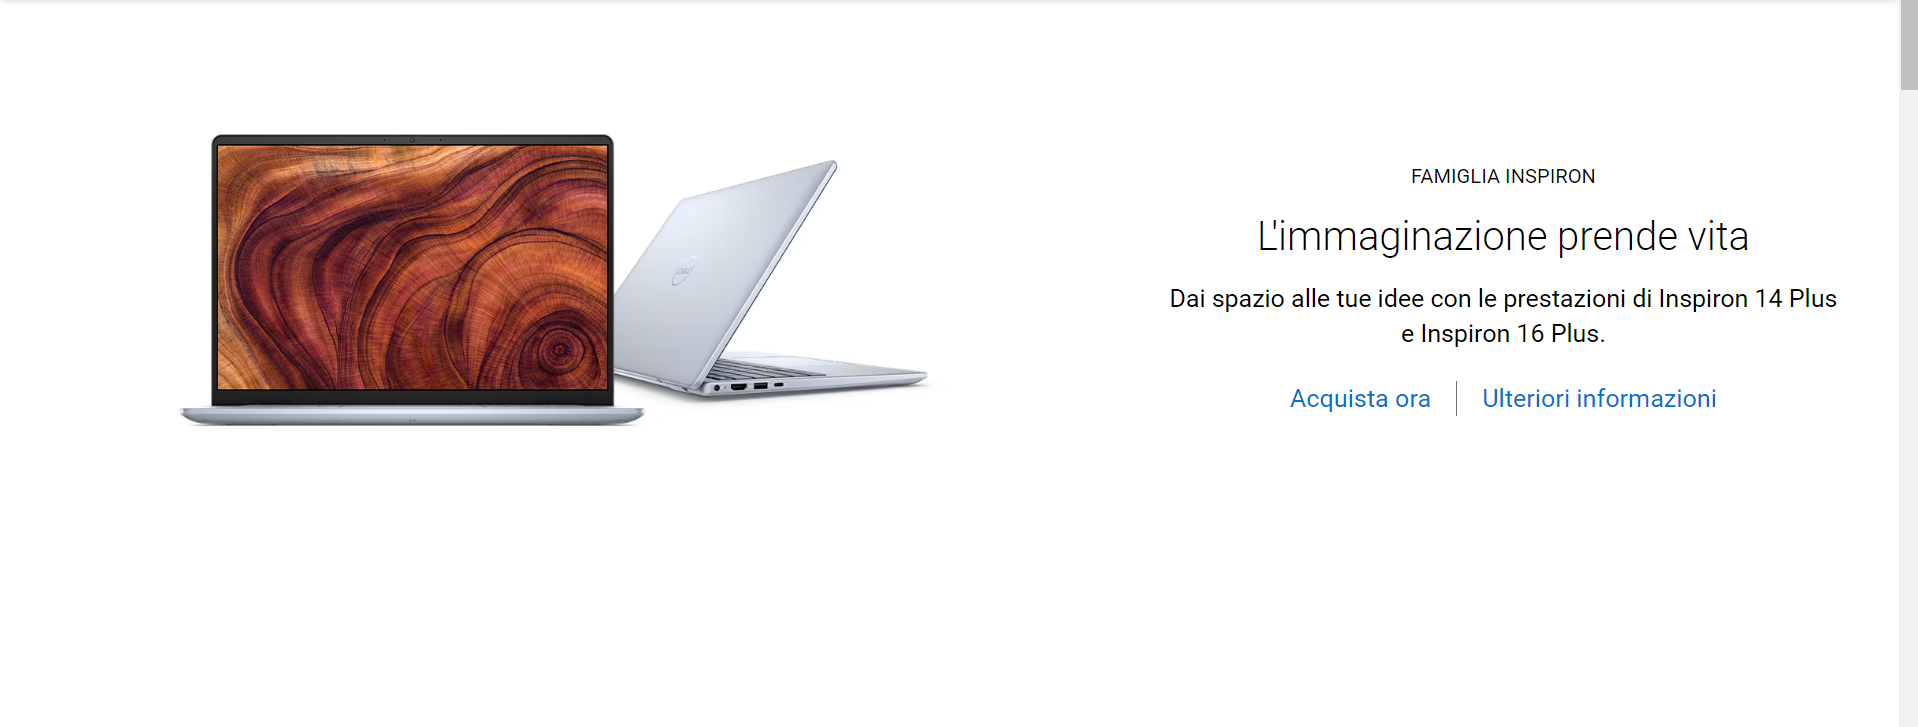 FAMIGLIA INSPIRON
L'immaginazione prende vita
Dai spazio alle tue idee con le prestazioni di Inspiron 14 Plus
e Inspiron 16 Plus.
Acquista ora
Ulteriori informazioni
DELL